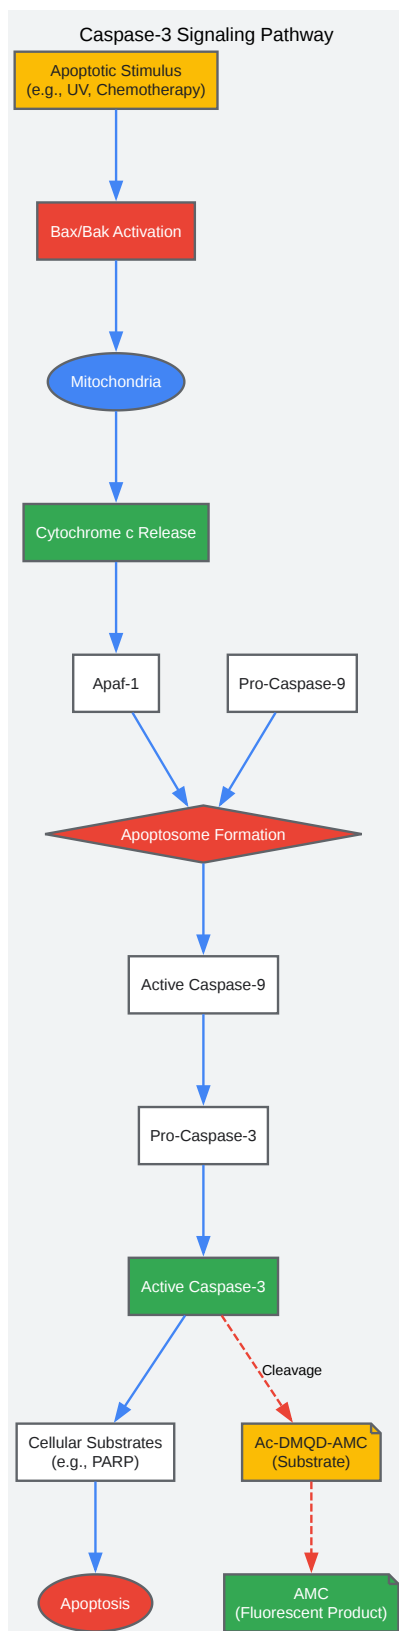 Caspase-3 Signaling Pathway
Apoptotic Stimulus
(e.g., UV, Chemotherapy)
Bax/Bak Activation
Mitochondria
Cytochrome c Release
Apaf-1
Pro-Caspase-9
Apoptosome Formation
Active Caspase-9
Pro-Caspase-3
Active Caspase-3
Cleavage
Cellular Substrates
(e.g., PARP)
Ac-DMQD-AMC
(Substrate)
Apoptosis
AMC
(Fluorescent Product)